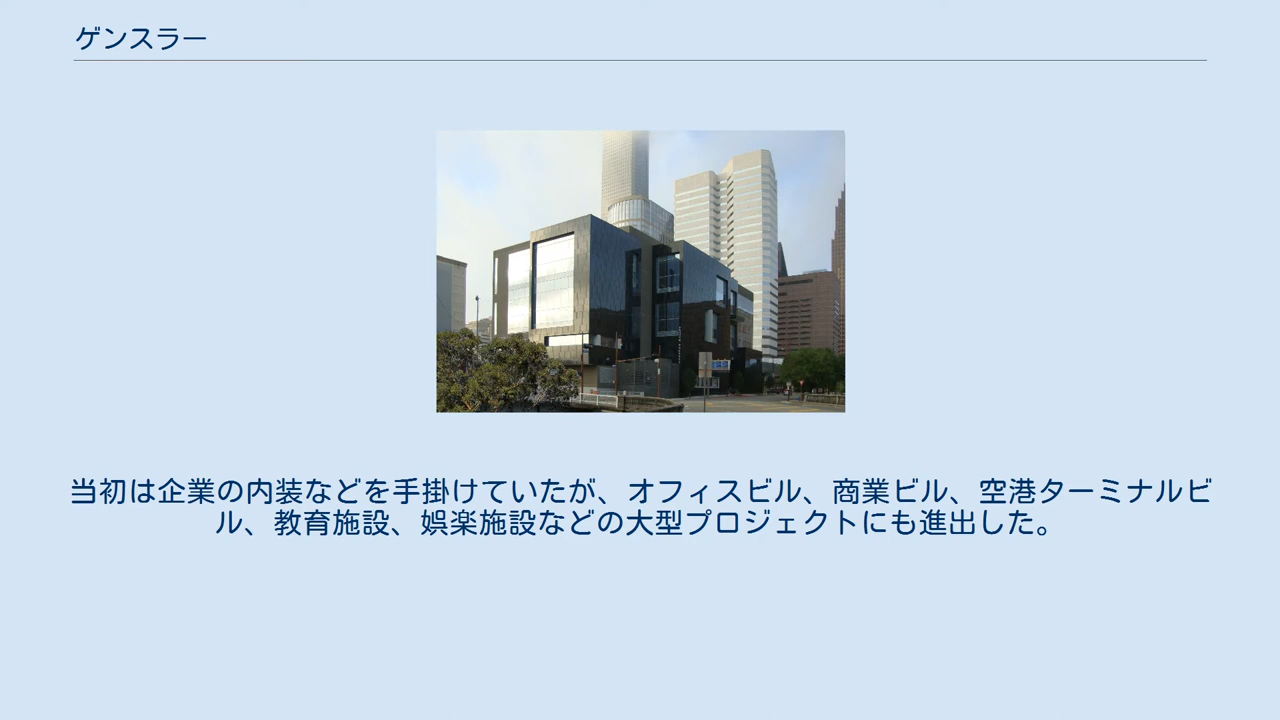 ゲンスラー
当初は企業の内装などを手掛けていたが、オフィスビル、商業ビル、空港ターミナルビ
ル、教育施設、娯楽施設などの大型プロジェクトにも進出した。